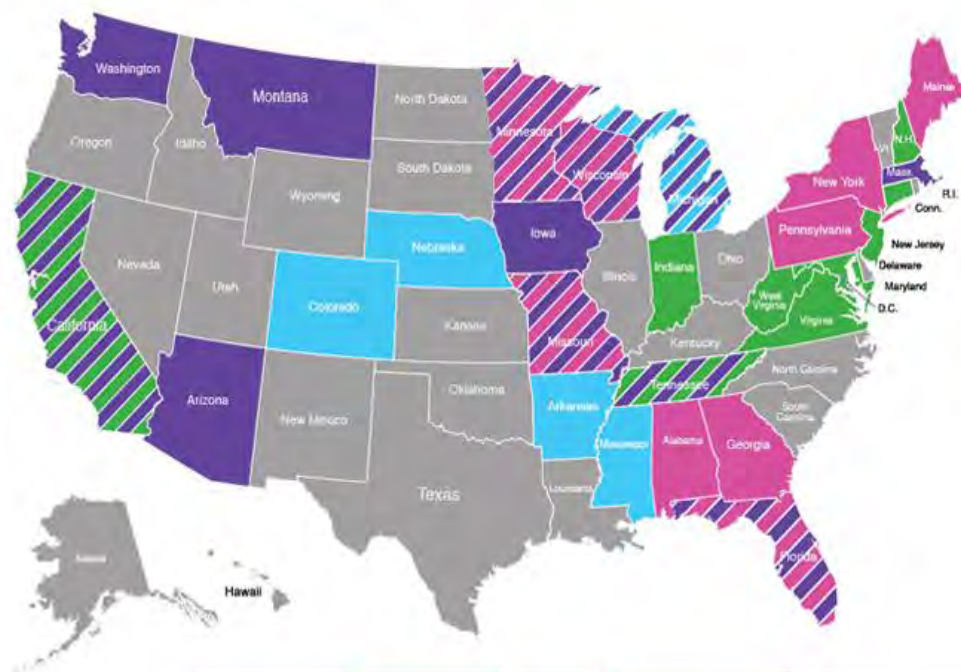 Washington
Montana
North Dakota
Minnesota
Maine
Oregon
Idaho
Wyoming
South Dakota
Wisconsin
Michigan
VT
N.H.
Mass.
New York
R.I.
Conn.
Nevada
Utah
Colorado
Nebraska
Iowa
Illinois
Indiana
Ohio
Pennsylvania
New Jersey
Delaware
Maryland
D.C.
California
Kansas
Missouri
Kentucky
West
Virginia
Virginia
Arizona
New Mexico
Oklahoma
Arkansas
Tennessee
North Carolina
South
Carolina
Texas
Louisiana
Mississippi
Alabama
Georgia
Florida
Alaska
Hawaii